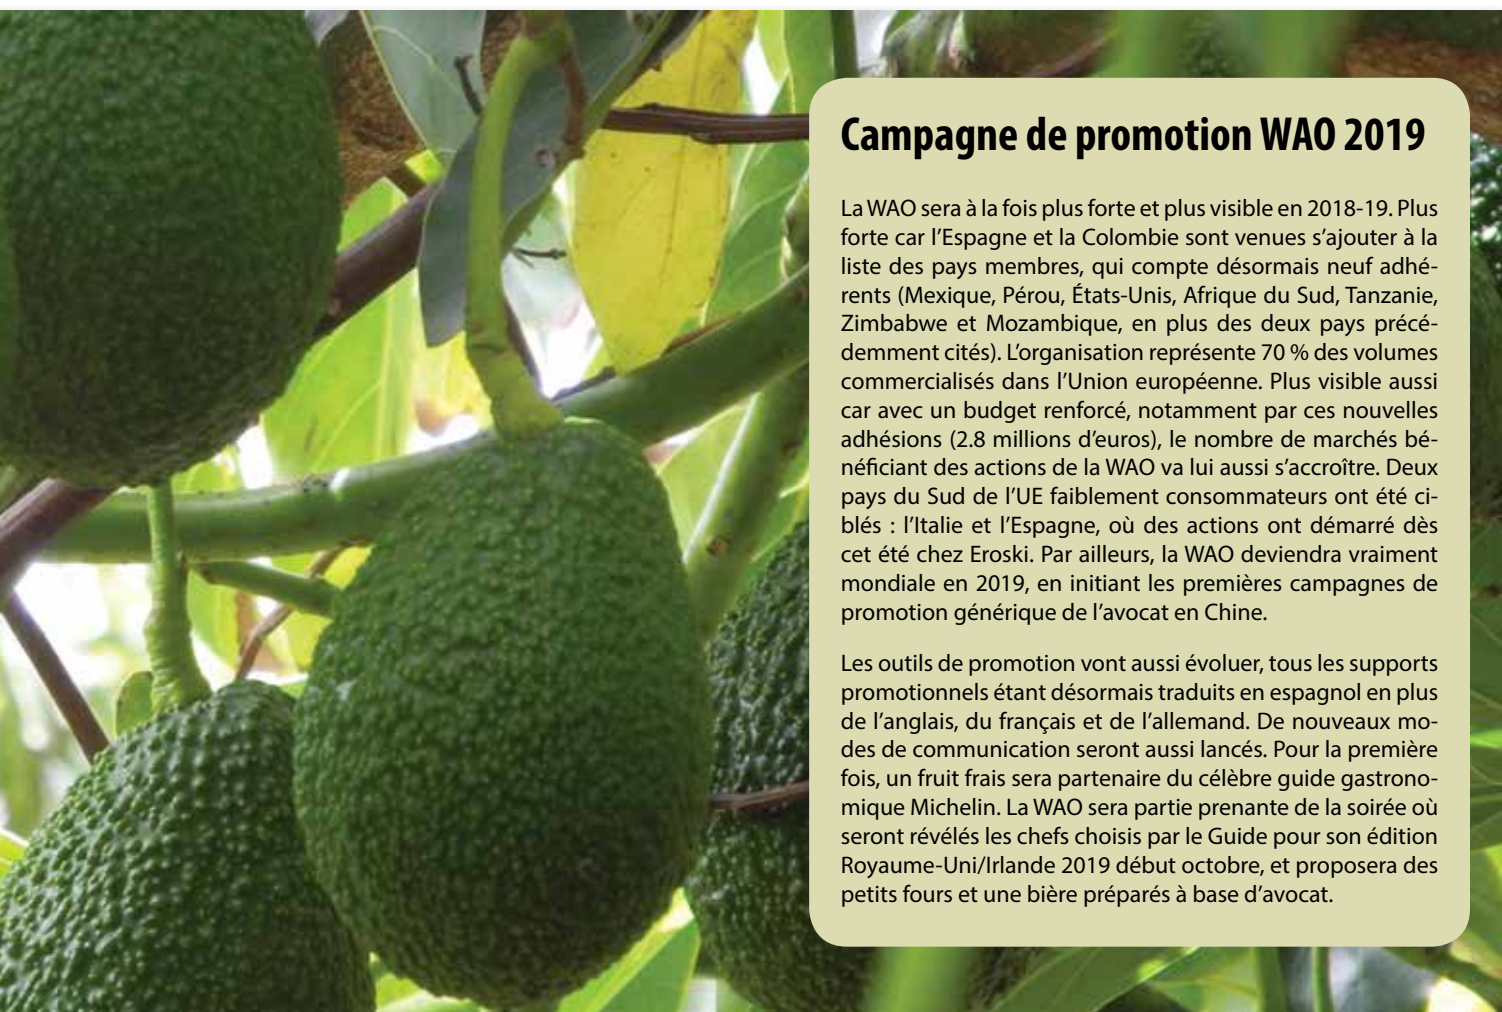 Campagne de promotion WAO 2019
La WAO sera à la fois plus forte et plus visible en 2018-19. Plus
forte car l’Espagne et la Colombie sont venues s’ajouter à la
liste des pays membres, qui compte désormais neuf adhé-
rents (Mexique, Pérou, États-Unis, Afrique du Sud, Tanzanie,
Zimbabwe et Mozambique, en plus des deux pays précé-
demment cités). L’organisation représente 70 % des volumes
commercialisés dans l’Union européenne. Plus visible aussi
car avec un budget renforcé, notamment par ces nouvelles
adhésions (2.8 millions d’euros), le nombre de marchés bé-
néficiant des actions de la WAO va lui aussi s’accroître. Deux
pays du Sud de l’UE faiblement consommateurs ont été ci-
blés : l’Italie et l’Espagne, où des actions ont démarré dès
cet été chez Eroski. Par ailleurs, la WAO deviendra vraiment
mondiale en 2019, en initiant les premières campagnes de
promotion générique de l’avocat en Chine.
Les outils de promotion vont aussi évoluer, tous les supports
promotionnels étant désormais traduits en espagnol en plus
de l’anglais, du français et de l’allemand. De nouveaux mo-
des de communication seront aussi lancés. Pour la première
fois, un fruit frais sera partenaire du célèbre guide gastrono-
mique Michelin. La WAO sera partie prenante de la soirée où
seront révélés les chefs choisis par le Guide pour son édition
Royaume-Uni/Irlande 2019 début octobre, et proposera des
petits fours et une bière préparés à base d’avocat.